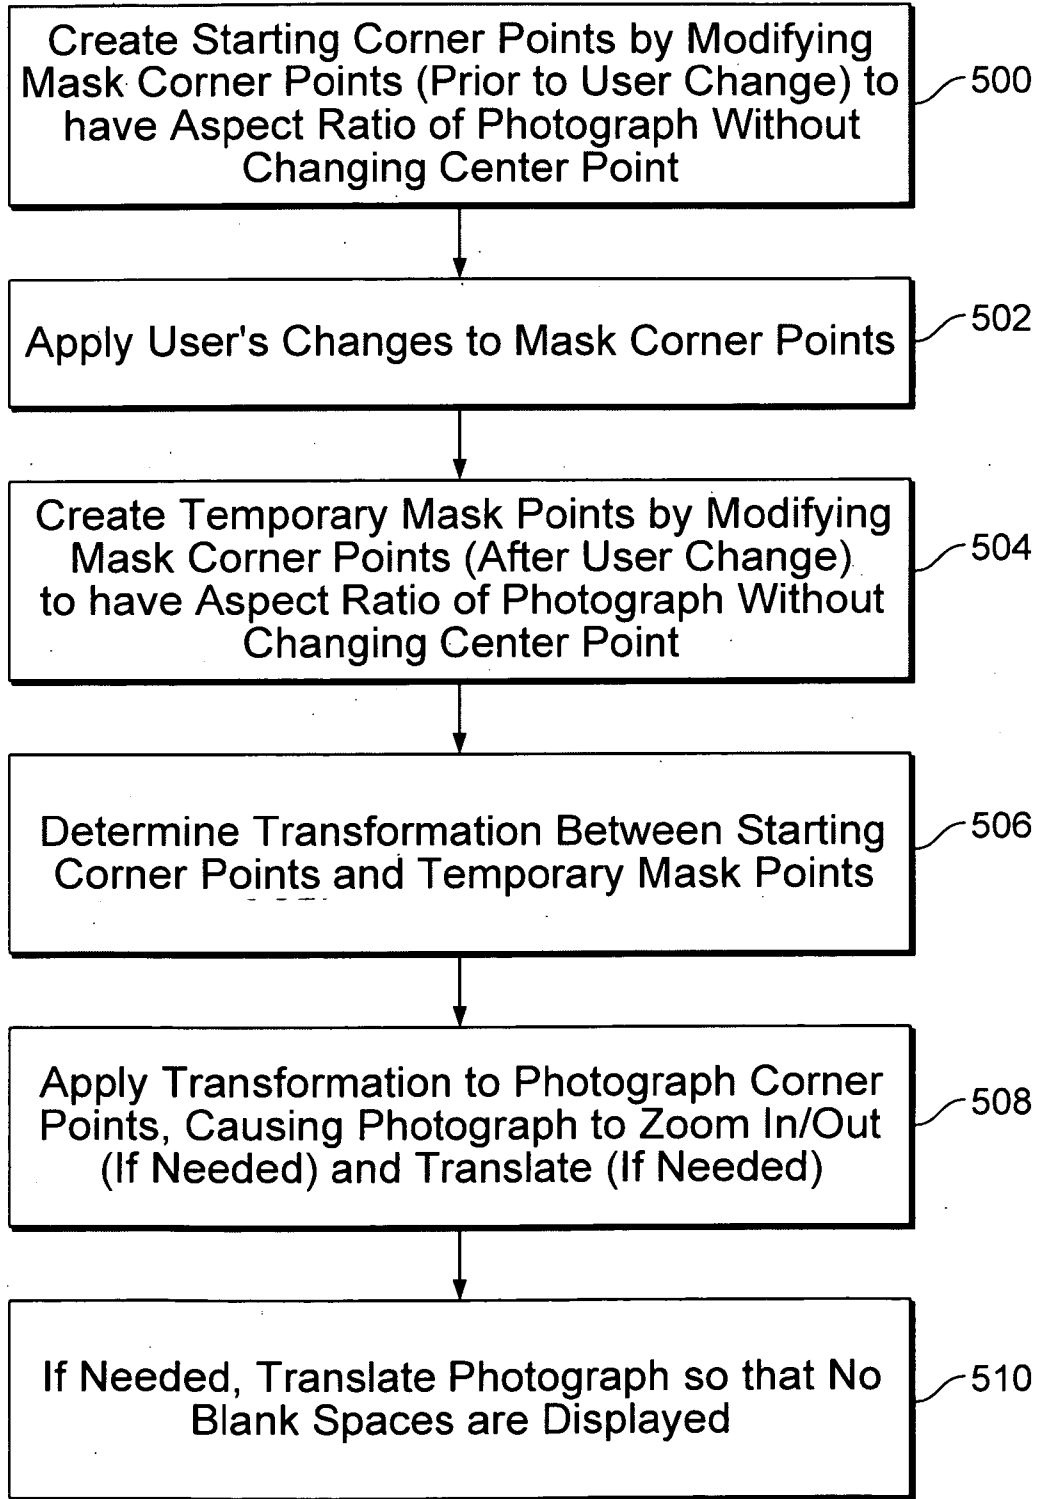 Create Starting Corner Points by Modifying
Mask Corner Points (Prior to User Change) to
have Aspect Ratio of Photograph Without
Changing Center Point
500
Apply User's Changes to Mask Corner Points
502
Create Temporary Mask Points by Modifying
Mask Corner Points (After User Change)
to have Aspect Ratio of Photograph Without
Changing Center Point
504
Determine Transformation Between Starting
Corner Points and Temporary Mask Points
506
Apply Transformation to Photograph Corner
Points, Causing Photograph to Zoom In/Out
(If Needed) and Translate (If Needed)
508
If Needed, Translate Photograph so that No
Blank Spaces are Displayed
510